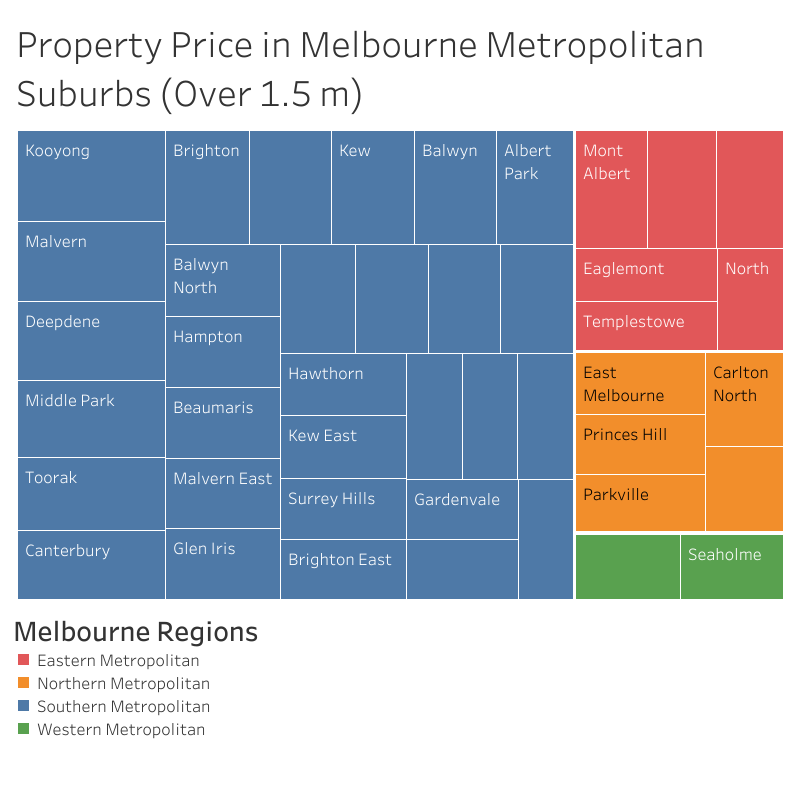 Property Price in Melbourne Metropolitan
Suburbs (Over 1.5 m)
Kooyong
Malvern
Deepdene
Middle Park
Toorak
Canterbury
Brighton
Kew
Balwyn
Albert
Park
Balwyn
North
Hampton
Beaumaris
Malvern East
Glen Iris
Hawthorn
Kew East
Surrey Hills
Brighton East
Gardenvale
Mont
Albert
Eaglemont
Templestowe
North
East
Melbourne
Princes Hill
Parkville
Carlton
North
Seaholme
Melbourne Regions
Eastern Metropolitan
Northern Metropolitan
Southern Metropolitan
Western Metropolitan